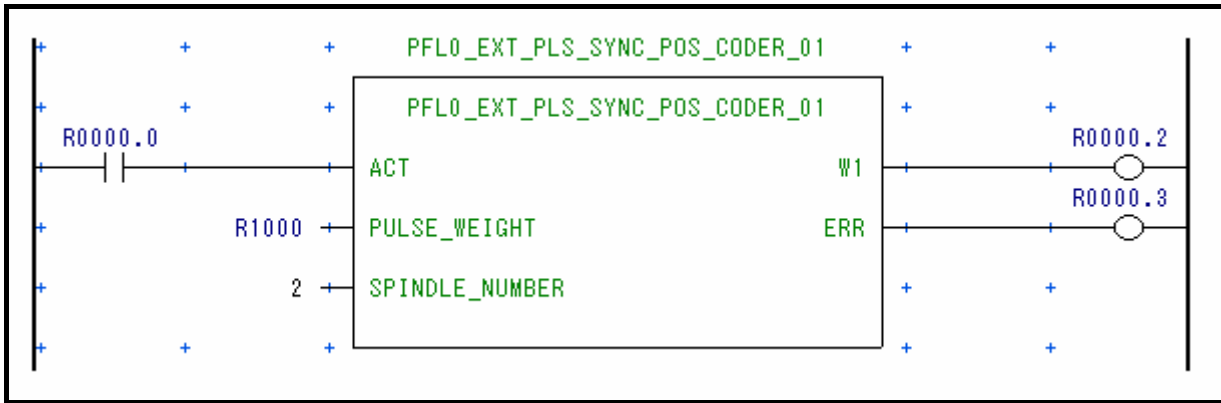 PFL0_EXT_PLS_SYNC_POS_CODER_01
PFL0_EXT_PLS_SYNC_POS_CODER_01
R0000.0 R0000.2
ACT W1
R0000.3
R1000 PULSE_WEIGHT ERR
2 SPINDLE_NUMBER